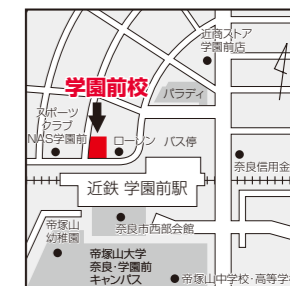 近商ストア
学園前店
パラディ
学園前校
スポーツ
クラブ
NAS学園前
ローソン
バス停
奈良信用金
近鉄 学園前駅
帝塚山
幼稚園
奈良市西部会館
帝塚山大学
奈良・学園前
キャンパス
帝塚山中学校・高等学